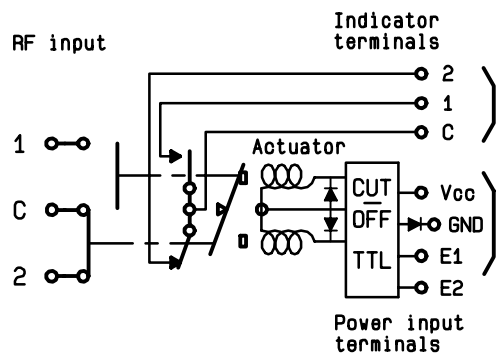 Indicator
terminals
RF input
2
1
C
Actuator
1
C
2
CUT
OFF
TTL
Vcc
GND
E1
E2
Power input
terminals